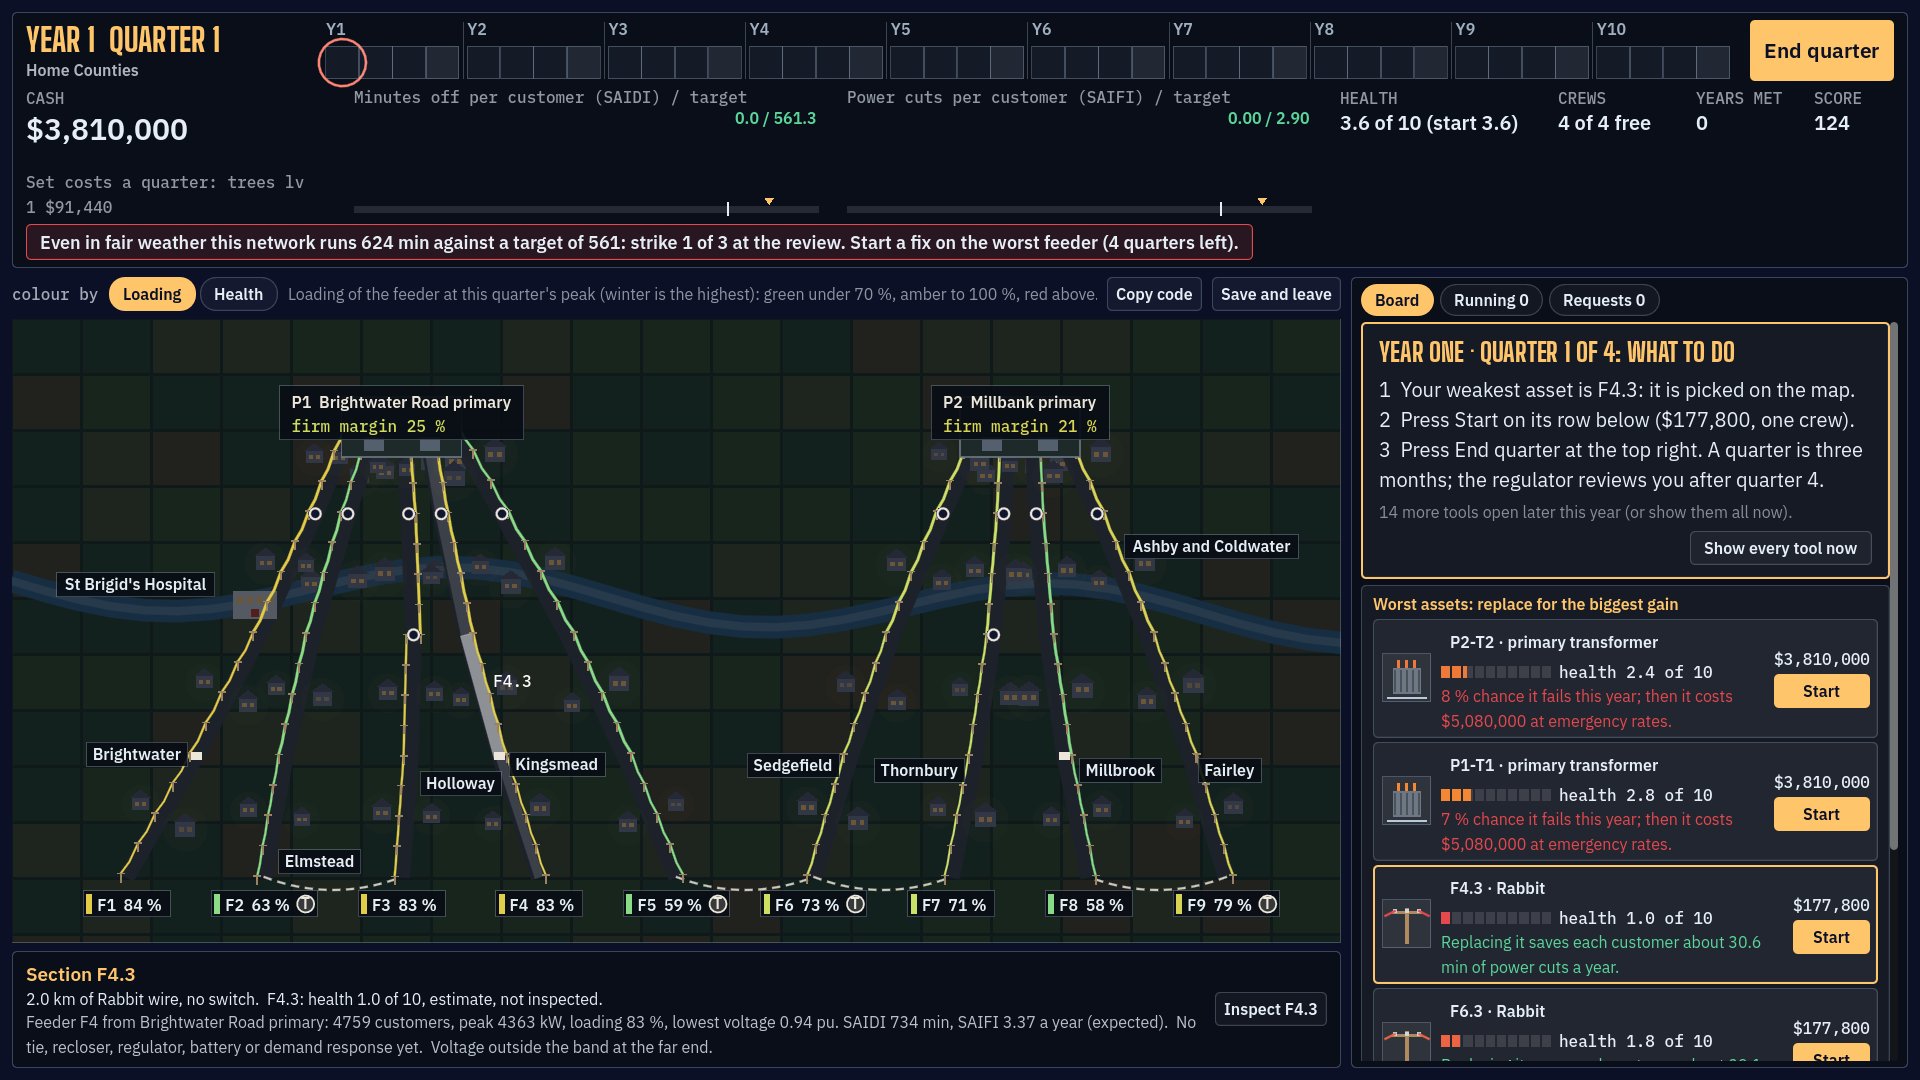 YEAR 1 QUARTER 1
Home Counties
Y1 Y2 Y3 Y4 Y5 Y6 Y7 Y8 Y9 Y10
End quarter
CASH
$3,810,000
Minutes off per customer (SAIDI) / target
0.0 / 561.3
Power cuts per customer (SAIFI) / target
0.00 / 2.90
HEALTH
3.6 of 10 (start 3.6)
CREWS
4 of 4 free
YEARS MET
0
SCORE
124
Set costs a quarter: trees lv
1 $91,440
Even in fair weather this network runs 624 min against a target of 561: strike 1 of 3 at the review. Start a fix on the worst feeder (4 quarters left).
colour by Loading Health Loading of the feeder at this quarter's peak (winter is the highest): green under 70 %, amber to 100 %, red above. Copy code Save and leave
P1 Brightwater Road primary
firm margin 25 %
P2 Millbank primary
firm margin 21 %
Ashby and Coldwater
St Brigid's Hospital
F4.3
Brightwater
Kingsmead
Holloway
Sedgefield
Thornbury
Millbrook
Fairley
Elmstead
F1 84 %
F2 63 % T
F3 83 %
F4 83 %
F5 59 % T
F6 73 % T
F7 71 %
F8 58 %
F9 79 % T
Section F4.3
2.0 km of Rabbit wire, no switch. F4.3: health 1.0 of 10, estimate, not inspected.
Feeder F4 from Brightwater Road primary: 4759 customers, peak 4363 kW, loading 83 %, lowest voltage 0.94 pu. SAIDI 734 min, SAIFI 3.37 a year (expected). No
tie, recloser, regulator, battery or demand response yet. Voltage outside the band at the far end.
Inspect F4.3
Board Running 0 Requests 0
YEAR ONE · QUARTER 1 OF 4: WHAT TO DO
1 Your weakest asset is F4.3: it is picked on the map.
2 Press Start on its row below ($177,800, one crew).
3 Press End quarter at the top right. A quarter is three
months; the regulator reviews you after quarter 4.
14 more tools open later this year (or show them all now).
Show every tool now
Worst assets: replace for the biggest gain
P2-T2 · primary transformer
health 2.4 of 10
8 % chance it fails this year; then it costs
$5,080,000 at emergency rates.
$3,810,000
Start
P1-T1 · primary transformer
health 2.8 of 10
7 % chance it fails this year; then it costs
$5,080,000 at emergency rates.
$3,810,000
Start
F4.3 · Rabbit
health 1.0 of 10
Replacing it saves each customer about 30.6
min of power cuts a year.
$177,800
Start
F6.3 · Rabbit
health 1.8 of 10
$177,800
Start